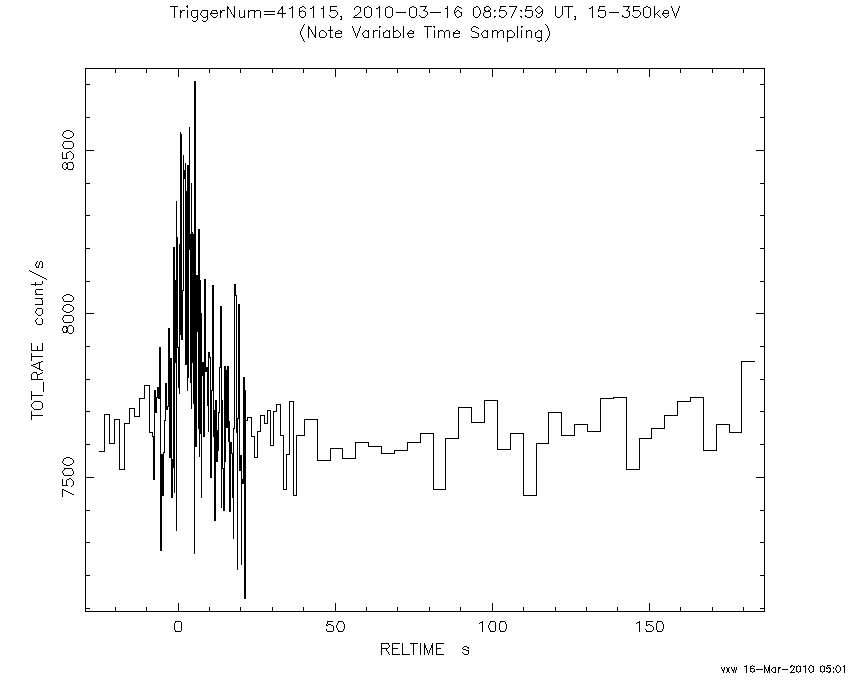 TriggerNum=416115, 2010-03-16 08:57:59 UT, 15-350keV
(Note Variable Time Sampling)
8500
8000
7500
TOT_RATE count/s
0 50 100 150
RELTIME s
vxw 16-Mar-2010 05:01